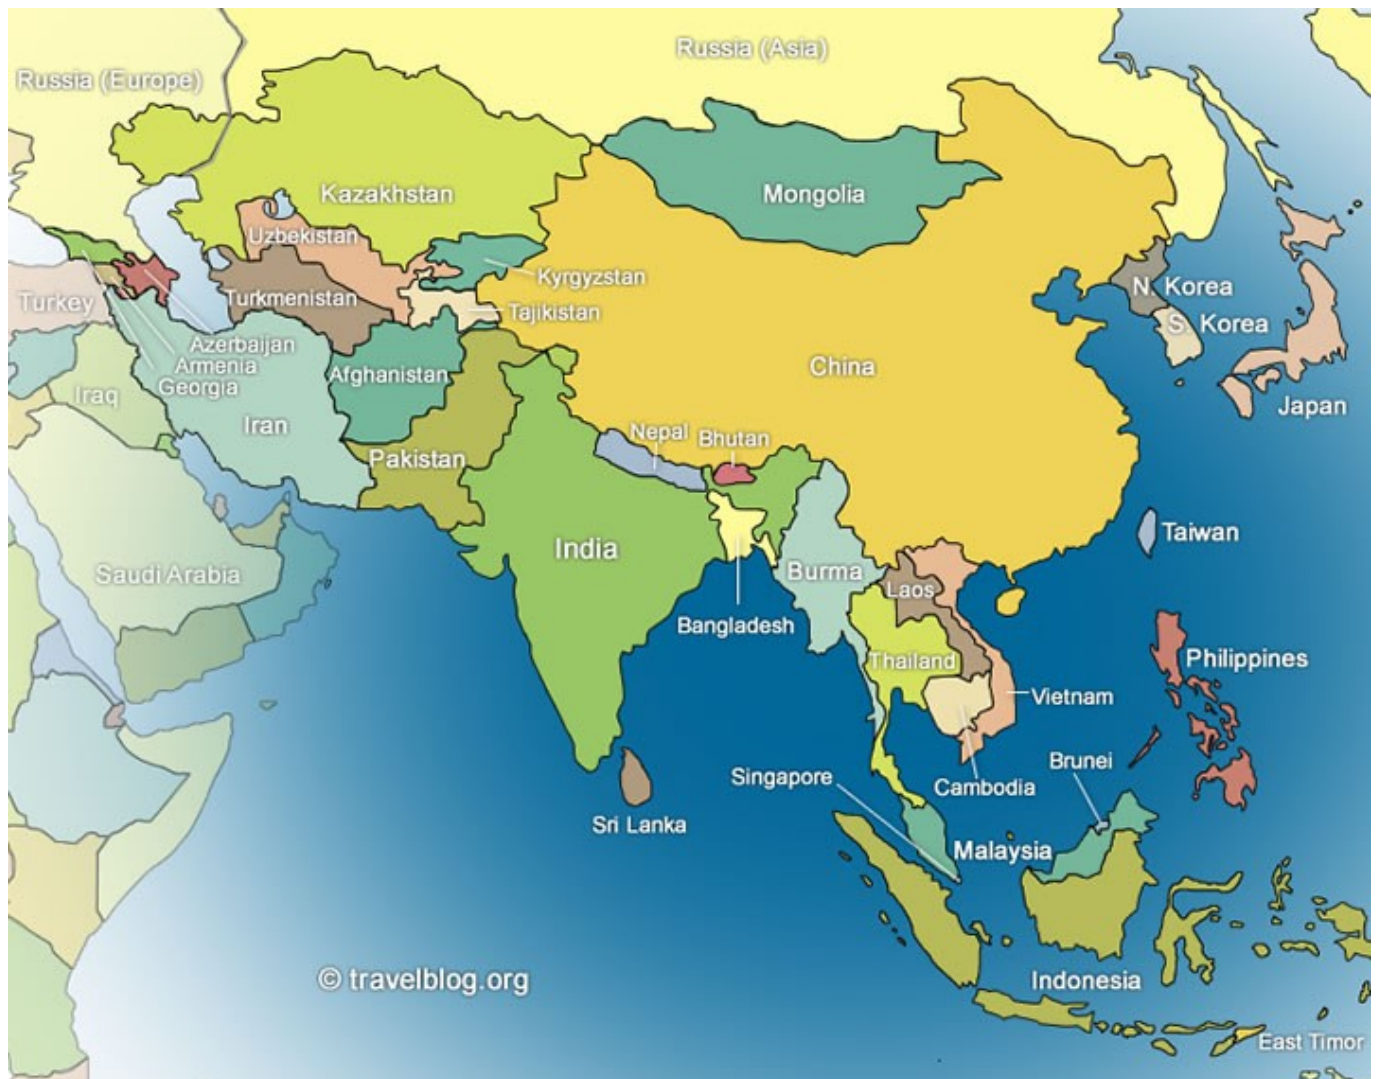 Russia (Asia)
Russia (Europe)
Kazakhstan
Mongolia
Uzbekistan
Kyrgyzstan
N. Korea
Turkey
Turkmenistan
Tajikistan
S. Korea
Azerbaijan
Armenia
Georgia
Afghanistan
China
Iraq
Iran
Japan
Nepal
Bhutan
Pakistan
Taiwan
India
Saudi Arabia
Burma
Laos
Bangladesh
Thailand
Philippines
Vietnam
Brunei
Singapore
Cambodia
Sri Lanka
Malaysia
© travelblog.org
Indonesia
East Timor